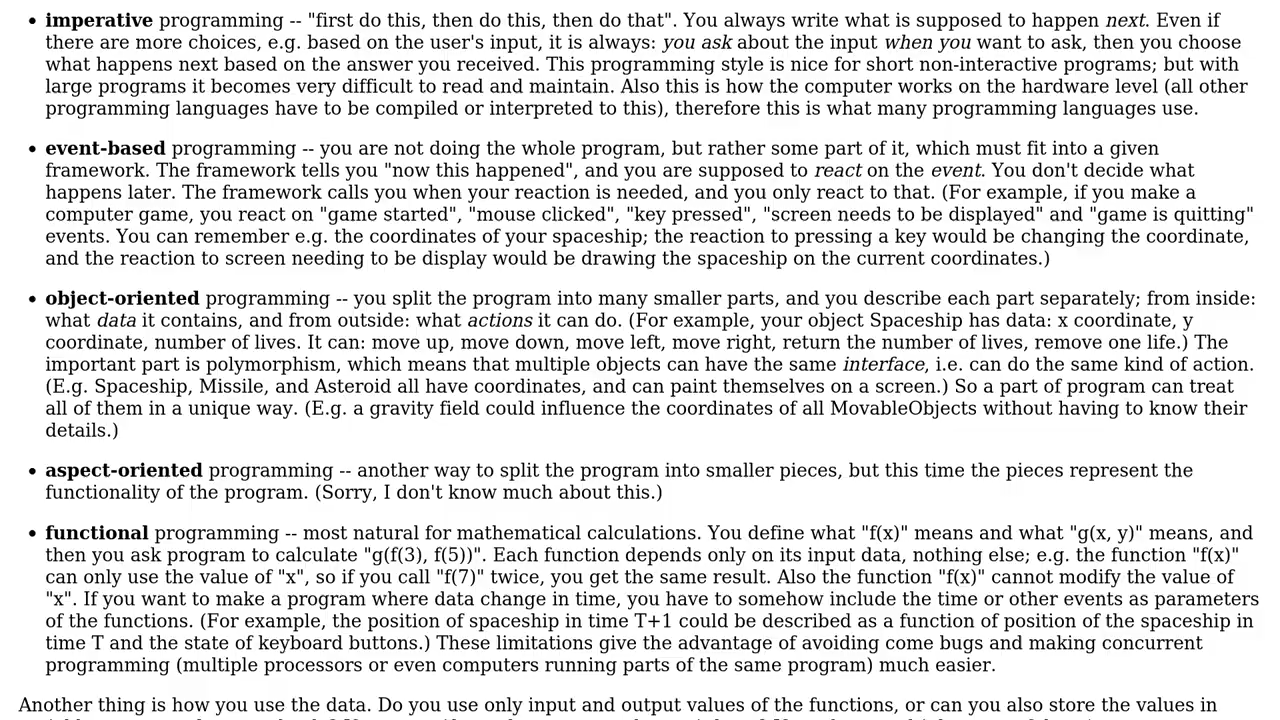 • imperative programming -- "first do this, then do this, then do that". You always write what is supposed to happen next. Even if
there are more choices, e.g. based on the user's input, it is always: you ask about the input when you want to ask, then you choose
what happens next based on the answer you received. This programming style is nice for short non-interactive programs; but with
large programs it becomes very difficult to read and maintain. Also this is how the computer works on the hardware level (all other
programming languages have to be compiled or interpreted to this), therefore this is what many programming languages use.
• event-based programming -- you are not doing the whole program, but rather some part of it, which must fit into a given
framework. The framework tells you "now this happened", and you are supposed to react on the event. You don't decide what
happens later. The framework calls you when your reaction is needed, and you only react to that. (For example, if you make a
computer game, you react on "game started", "mouse clicked", "key pressed", "screen needs to be displayed" and "game is quitting"
events. You can remember e.g. the coordinates of your spaceship; the reaction to pressing a key would be changing the coordinate,
and the reaction to screen needing to be display would be drawing the spaceship on the current coordinates.)
• object-oriented programming -- you split the program into many smaller parts, and you describe each part separately; from inside:
what data it contains, and from outside: what actions it can do. (For example, your object Spaceship has data: x coordinate, y
coordinate, number of lives. It can: move up, move down, move left, move right, return the number of lives, remove one life.) The
important part is polymorphism, which means that multiple objects can have the same interface, i.e. can do the same kind of action.
(E.g. Spaceship, Missile, and Asteroid all have coordinates, and can paint themselves on a screen.) So a part of program can treat
all of them in a unique way. (E.g. a gravity field could influence the coordinates of all MovableObjects without having to know their
details.)
• aspect-oriented programming -- another way to split the program into smaller pieces, but this time the pieces represent the
functionality of the program. (Sorry, I don't know much about this.)
• functional programming -- most natural for mathematical calculations. You define what "f(x)" means and what "g(x, y)" means, and
then you ask program to calculate "g(f(3), f(5))". Each function depends only on its input data, nothing else; e.g. the function "f(x)"
can only use the value of "x", so if you call "f(7)" twice, you get the same result. Also the function "f(x)" cannot modify the value of
"x". If you want to make a program where data change in time, you have to somehow include the time or other events as parameters
of the functions. (For example, the position of spaceship in time T+1 could be described as a function of position of the spaceship in
time T and the state of keyboard buttons.) These limitations give the advantage of avoiding come bugs and making concurrent
programming (multiple processors or even computers running parts of the same program) much easier.
Another thing is how you use the data. Do you use only input and output values of the functions, or can you also store the values in